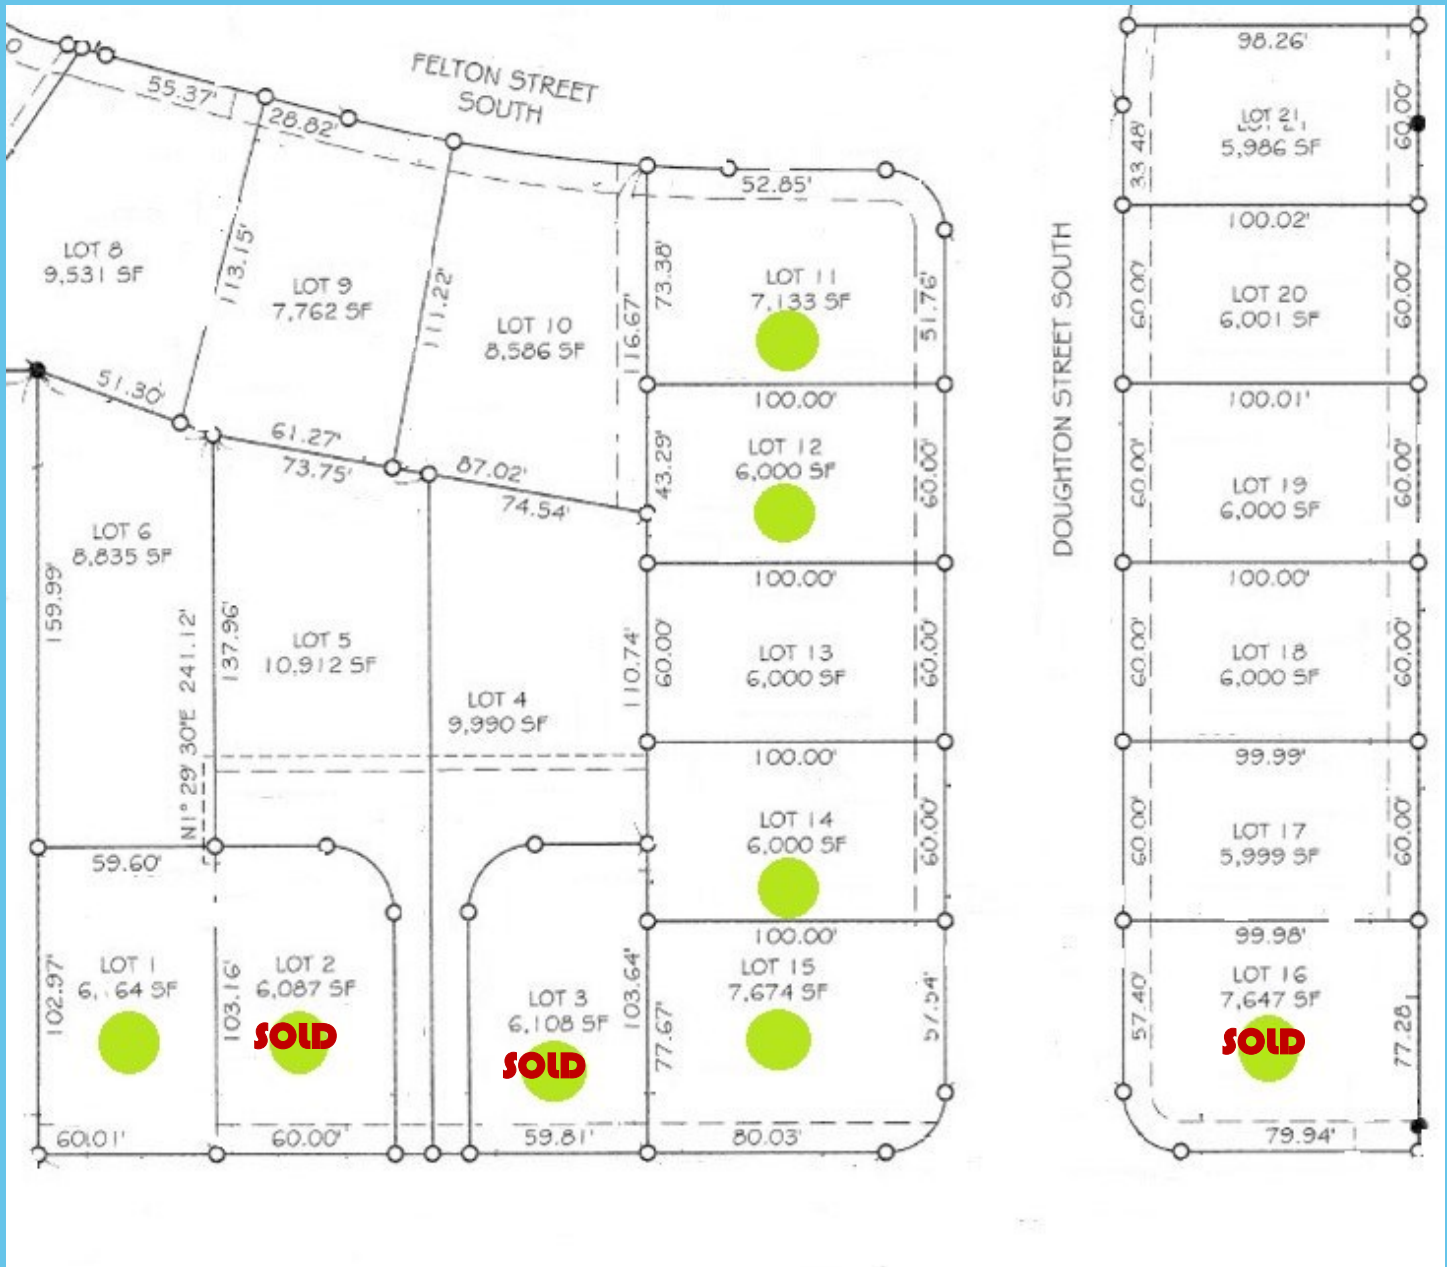 FELTON STREET
SOUTH
55.37'
28.82'
52.85'
98.26'
LOT 21
5,986 SF
33.48'
60.00'
100.02'
LOT 8
9,531 SF
113.15'
LOT 9
7,762 SF
111.22'
LOT 10
8,586 SF
116.67'
73.38'
LOT 11
7,133 SF
51.76'
DOUGHTON STREET SOUTH
60.00'
LOT 20
6,001 SF
60.00'
51.30'
61.27'
73.75'
87.02'
74.54'
43.29'
100.00'
LOT 12
6,000 SF
60.00'
100.01'
60.00'
LOT 19
6,000 SF
60.00'
LOT 6
8,835 SF
159.99'
N1° 29' 30"E 241.12'
137.96'
LOT 5
10,912 SF
LOT 4
9,990 SF
110.74'
60.00'
100.00'
LOT 13
6,000 SF
60.00'
100.00'
60.00'
LOT 18
6,000 SF
60.00'
100.00'
LOT 14
6,000 SF
60.00'
99.99'
60.00'
LOT 17
5,999 SF
60.00'
59.60'
102.97'
LOT 1
103.16'
LOT 2
6,087 SF
SOLD
LOT 3
6,108 SF
SOLD
103.64'
77.67'
100.00'
LOT 15
7,674 SF
57.54'
99.98'
57.40'
LOT 16
7,647 SF
SOLD
77.28'
60.01'
60.00'
59.81'
80.03'
79.94'